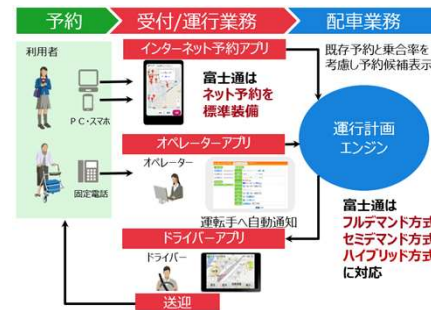 予約
受付/運行業務
配車業務
利用者
PC・スマホ
固定電話
インターネット予約アプリ
富士通は
ネット予約を
標準装備
既存予約と乗合率を
考慮し予約候補表示
オペレーターアプリ
オペレーター
運行計画
エンジン
運転手へ自動通知
ドライバーアプリ
ドライバー
送迎
富士通は
フルデマンド方式
セミデマンド方式
ハイブリッド方式
に対応